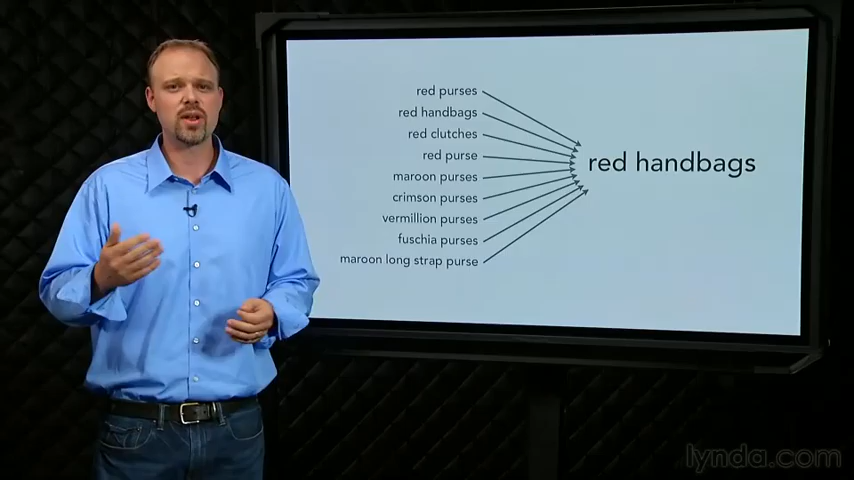 red purses
red handbags
red clutches
red purse
maroon purses
crimson purses
vermillion purses
fuschia purses
maroon long strap purse
red handbags
lynda.com